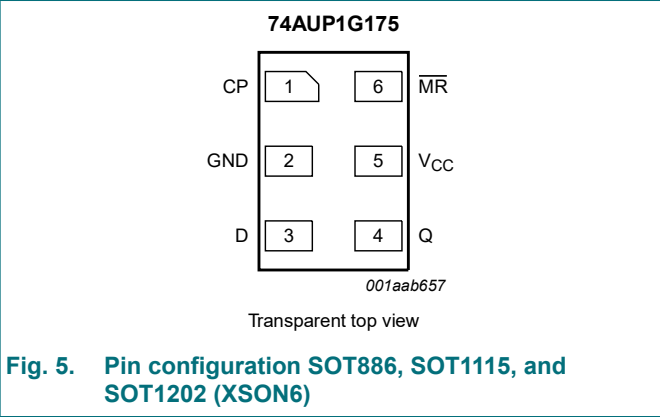 74AUP1G175
CP 1 6 MR
GND 2 5 VCC
D 3 4 Q
001aab657
Transparent top view
Fig. 5. Pin configuration SOT886, SOT1115, and
SOT1202 (XSON6)